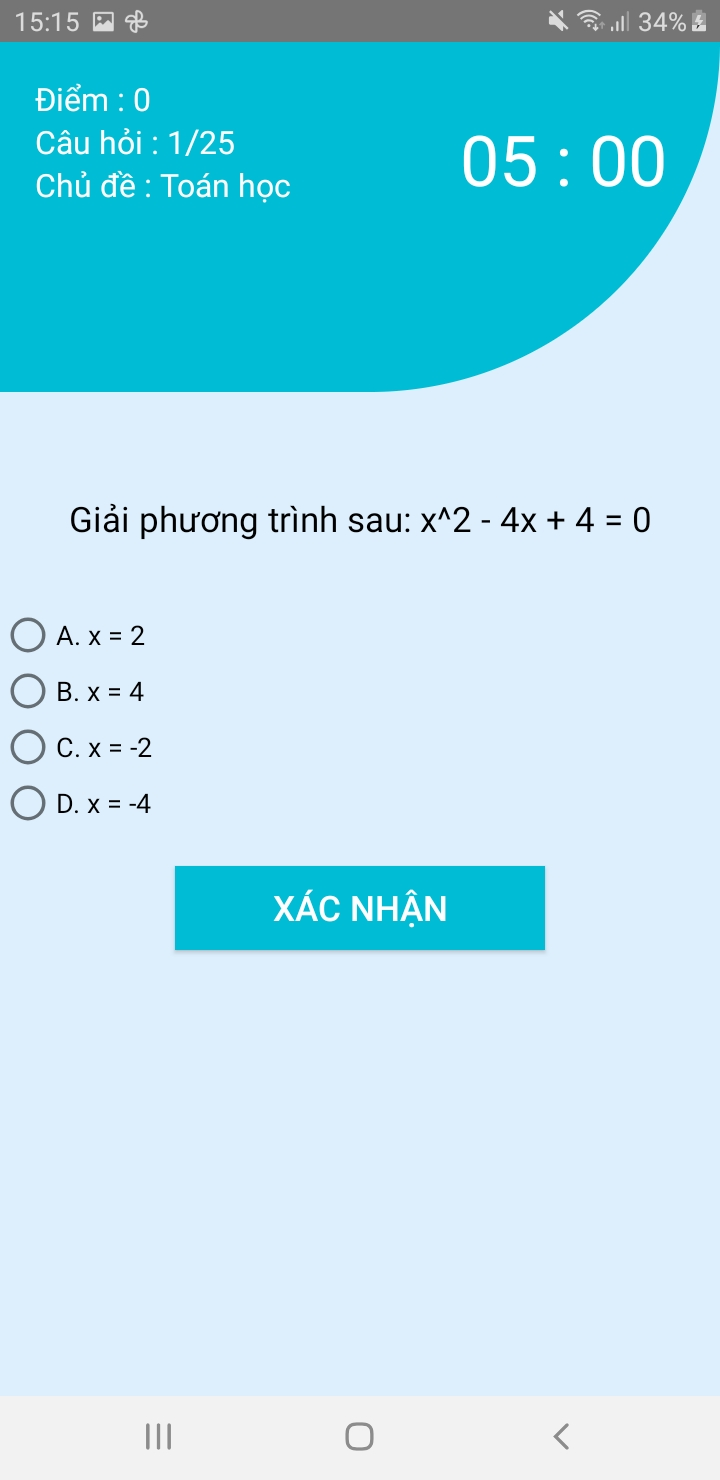 15:15
34%
Điểm : 0
Câu hỏi : 1/25
Chủ đề : Toán học
05 : 00
Giải phương trình sau: x^2 - 4x + 4 = 0
A. x = 2
B. x = 4
C. x = -2
D. x = -4
XÁC NHẬN